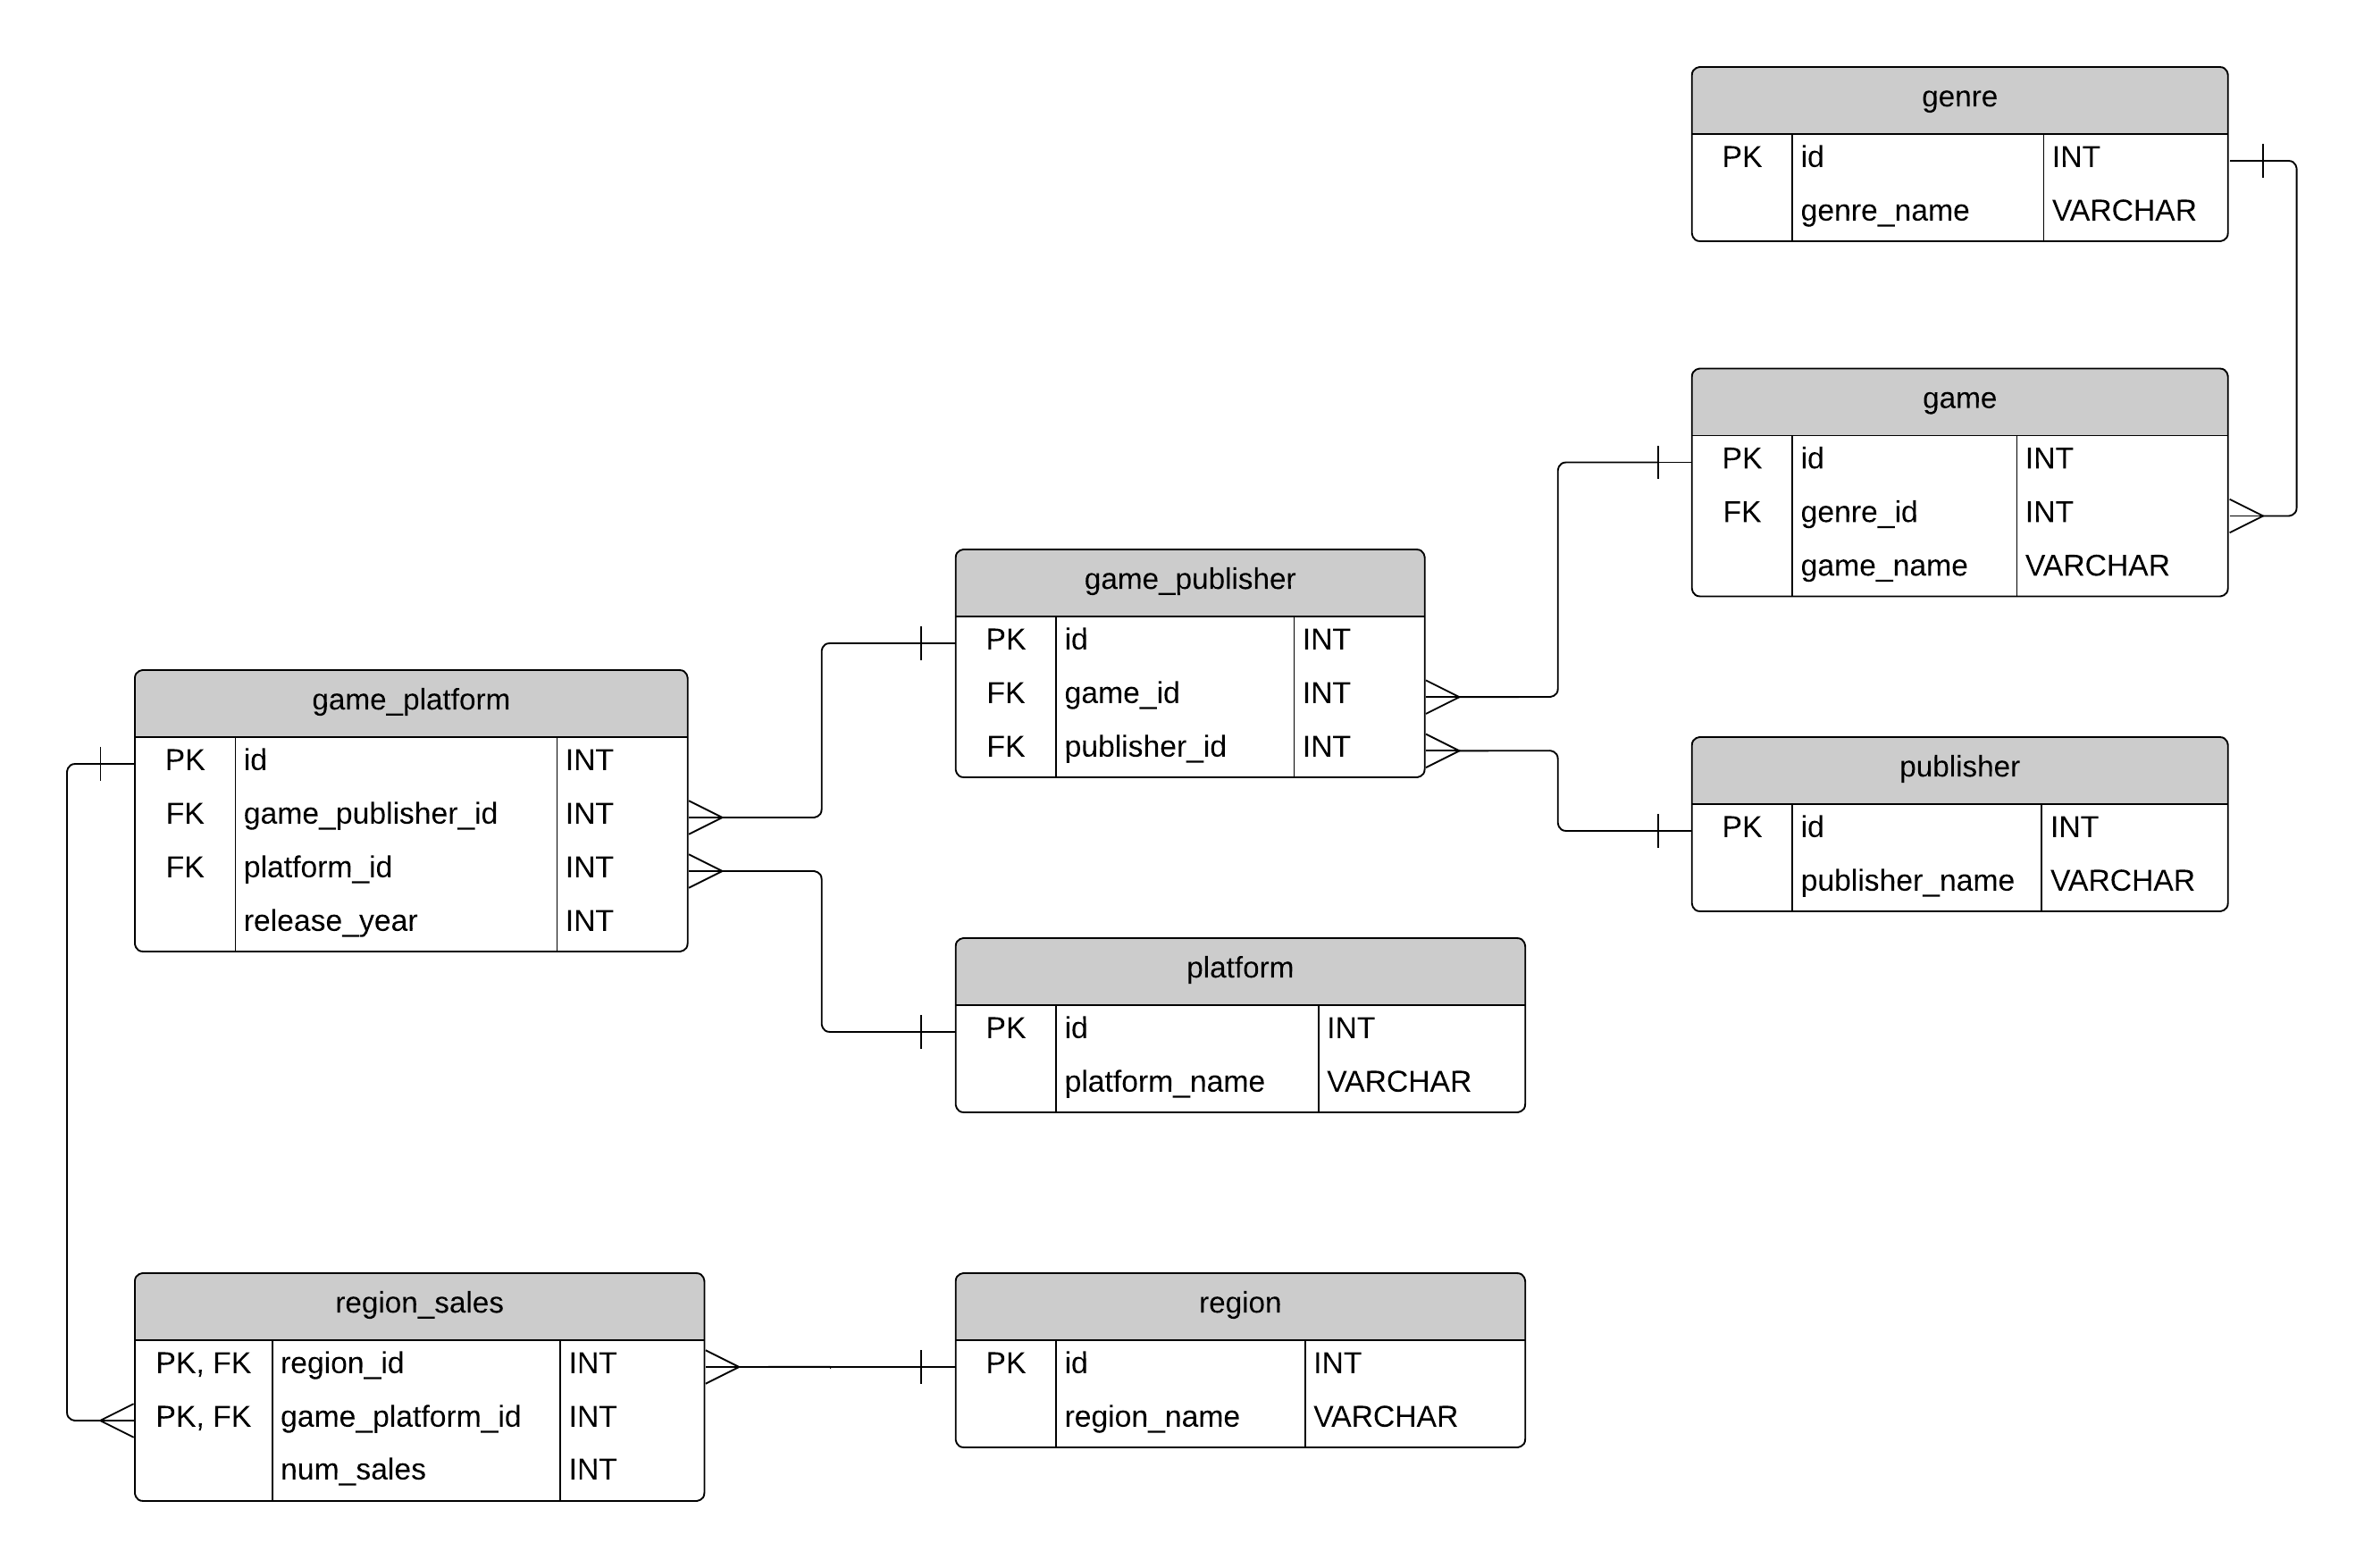 genre
PK id INT
genre_name VARCHAR
game
PK id INT
FK genre_id INT
game_name VARCHAR
game_publisher
PK id INT
FK game_id INT
FK publisher_id INT
game_platform
PK id INT
FK game_publisher_id INT
FK platform_id INT
release_year INT
publisher
PK id INT
publisher_name VARCHAR
platform
PK id INT
platform_name VARCHAR
region_sales
PK, FK region_id INT
PK, FK game_platform_id INT
num_sales INT
region
PK id INT
region_name VARCHAR